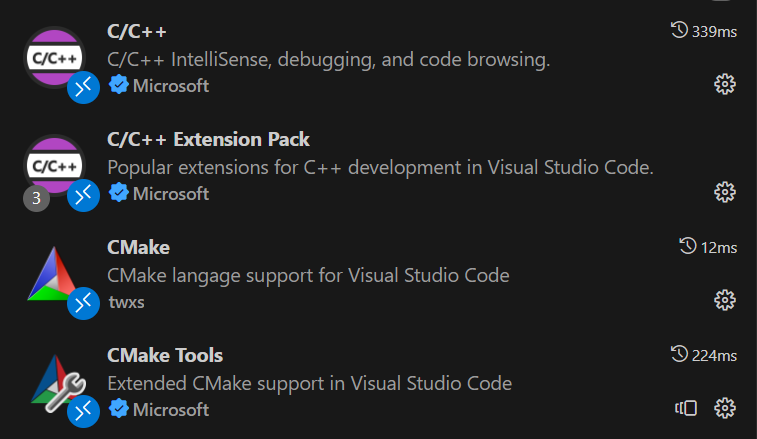 C/C++
339ms
C/C++ IntelliSense, debugging, and code browsing.
C/C++
Microsoft
C/C++ Extension Pack
Popular extensions for C++ development in Visual Studio Code.
C/C++
3
Microsoft
CMake
12ms
CMake langage support for Visual Studio Code
twxs
CMake Tools
224ms
Extended CMake support in Visual Studio Code
Microsoft